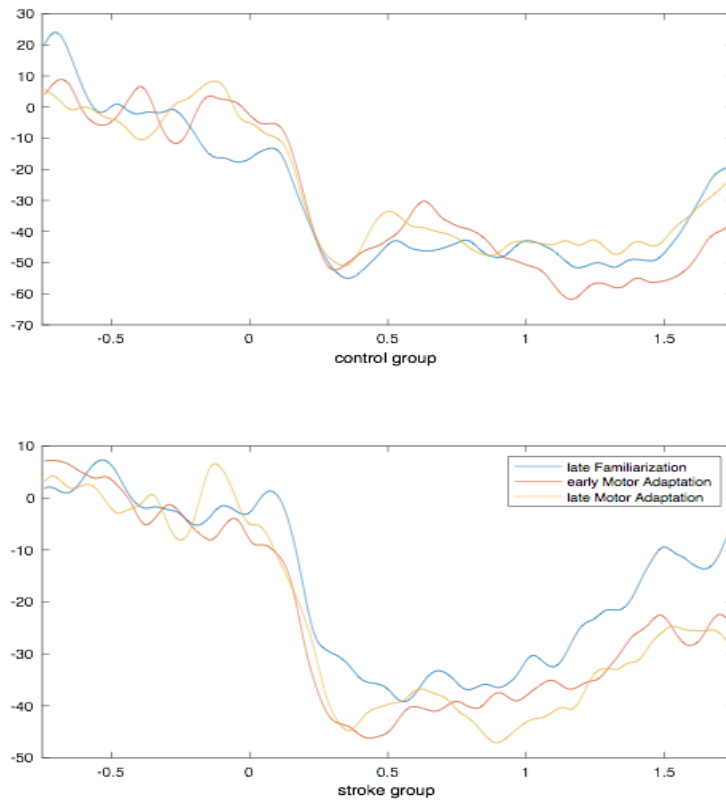 30
20
10
0
-10
-20
-30
-40
-50
-60
-70
-0.5 0 0.5 1 1.5
control group
10
0
-10
-20
-30
-40
-50
late Familiarization
early Motor Adaptation
late Motor Adaptation
-0.5 0 0.5 1 1.5
stroke group